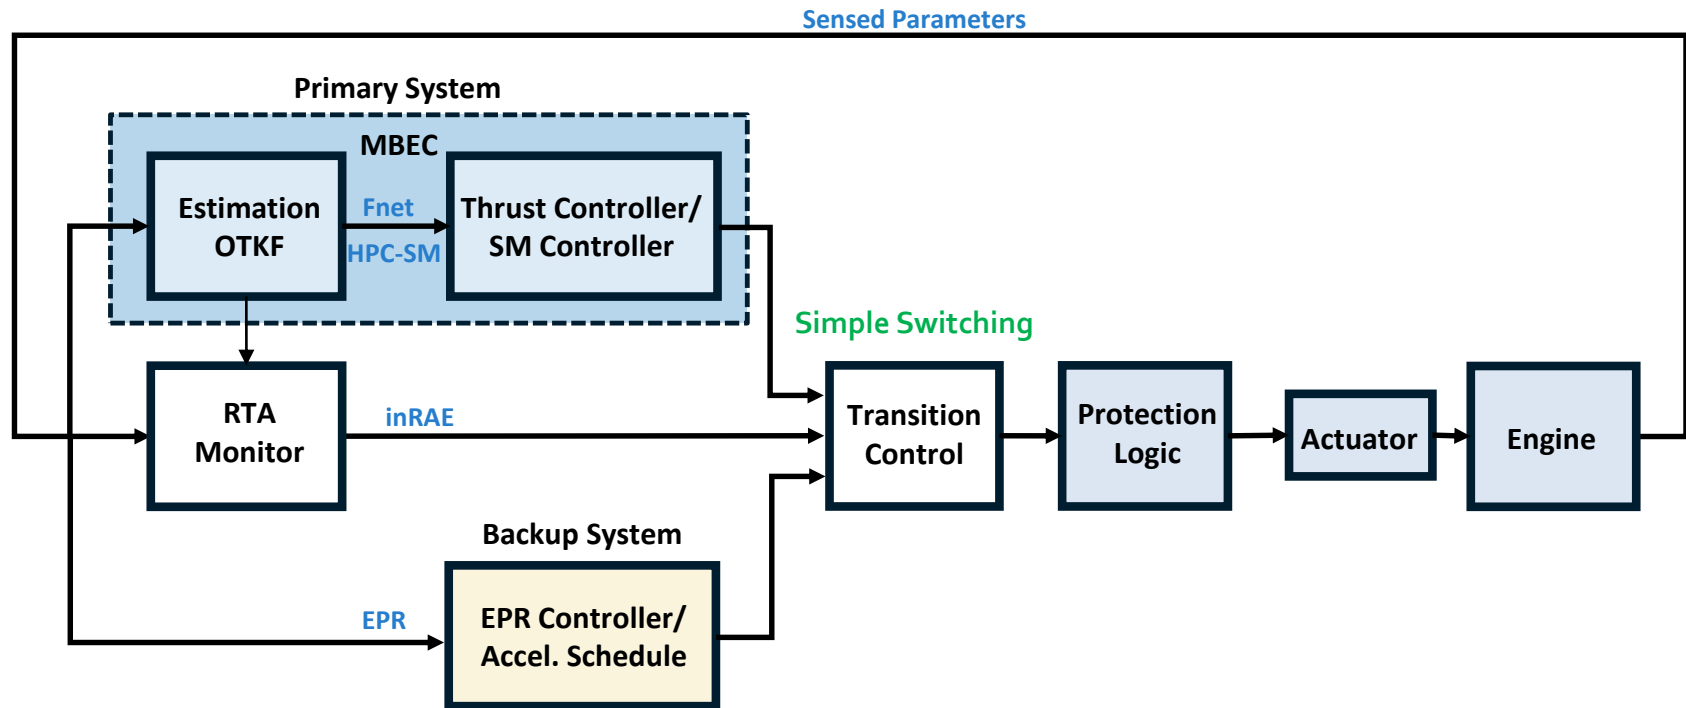 Sensed Parameters
Primary System
MBEC
Estimation
OTKF
Fnet
HPC-SM
Thrust Controller/
SM Controller
Simple Switching
RTA
Monitor
inRAE
Transition
Control
Protection
Logic
Actuator
Engine
Backup System
EPR
EPR Controller/
Accel. Schedule